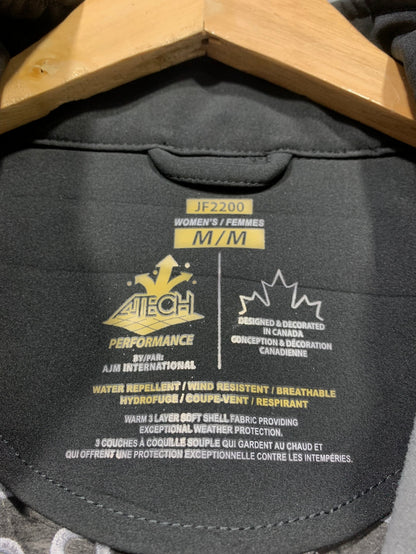 JF2200
WOMEN'S / FEMMES
M/M
ATECH
PERFORMANCE
BY/PAR:
AJM INTERNATIONAL
DESIGNED & DECORATED
IN CANADA
CONCEPTION & DÉCORATION
CANADIENNE
WATER REPELLENT / WIND RESISTENT / BREATHABLE
HYDROFUGE / COUPE-VENT / RESPIRANT
WARM 3 LAYER SOFT SHELL FABRIC PROVIDING
EXCEPTIONAL WEATHER PROTECTION.
3 COUCHES À COQUILLE SOUPLE QUI GARDENT AU CHAUD ET
QUI OFFRENT UNE PROTECTION EXCEPTIONNELLE CONTRE LES INTEMPÉRIES.